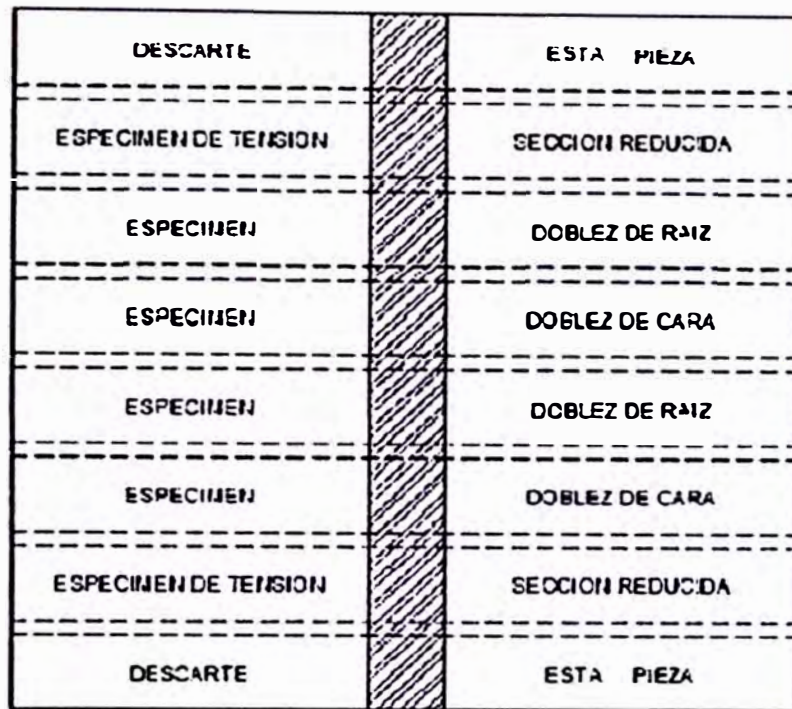 DESCARTE ESTA PIEZA
ESPECIMEN DE TENSION SECCION REDUCIDA
ESPECIMEN DOBLEZ DE RAIZ
ESPECIMEN DOBLEZ DE CARA
ESPECIMEN DOBLEZ DE RAIZ
ESPECIMEN DOBLEZ DE CARA
ESPECIMEN DE TENSION SECCION REDUCIDA
DESCARTE ESTA PIEZA